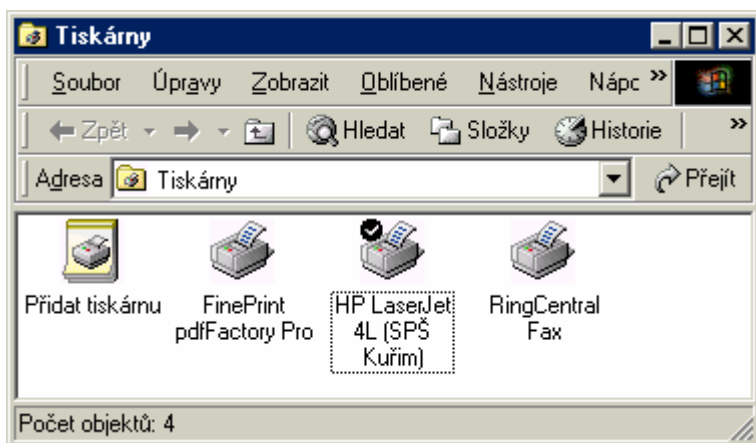 Tiskárny
Soubor Úpravy Zobrazit Oblíbené Nástroje Nápc »
Zpět Hledat Složky Historie »
Adresa Tiskárny Přejít
Přidat tiskárnu
FinePrint
pdfFactory Pro
HP LaserJet
4L (SPŠ
Kuřim)
RingCentral
Fax
Počet objektů: 4